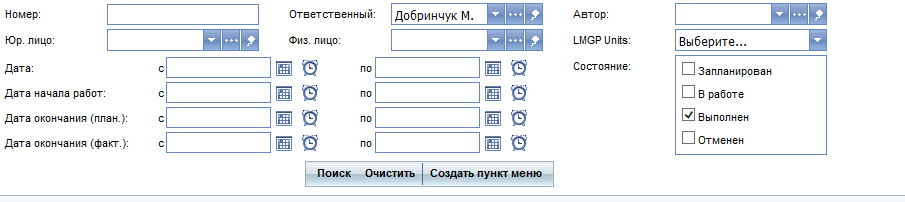 Номер: Ответственный: Добринчук М. Автор:
Юр. лицо: Физ. лицо: LMGP Units: Выберите...
Дата: с по Состояние: Запланирован
Дата начала работ: с по В работе
Дата окончания (план.): с по Выполнен
Дата окончания (факт.): с по Отменен
Поиск Очистить Создать пункт меню